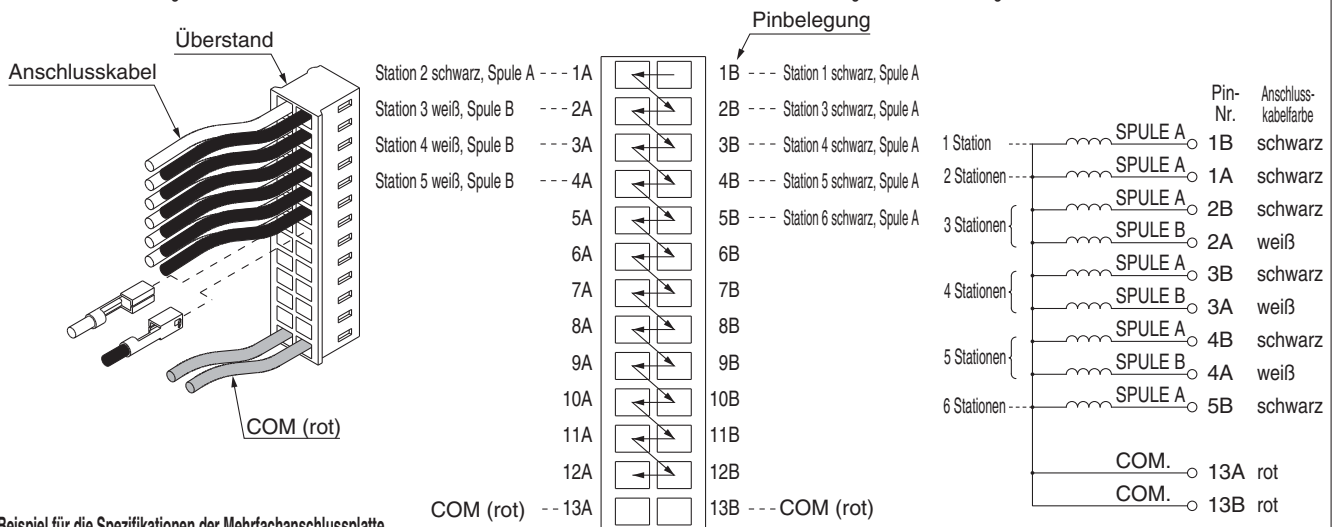 Überstand
Anschlusskabel
COM (rot)
Pinbelegung
Station 2 schwarz, Spule A --- 1A 1B --- Station 1 schwarz, Spule A
Station 3 weiß, Spule B --- 2A 2B --- Station 3 schwarz, Spule A
Station 4 weiß, Spule B --- 3A 3B --- Station 4 schwarz, Spule A
Station 5 weiß, Spule B --- 4A 4B --- Station 5 schwarz, Spule A
5A 5B --- Station 6 schwarz, Spule A
6A 6B
7A 7B
8A 8B
9A 9B
10A 10B
11A 11B
12A 12B
COM (rot) -- 13A 13B --- COM (rot)
Pin-Nr. Anschluss-kabelfarbe
1 Station --- SPULE A 1B schwarz
2 Stationen --- SPULE A 1A schwarz
3 Stationen SPULE A 2B schwarz
SPULE B 2A weiß
4 Stationen SPULE A 3B schwarz
SPULE B 3A weiß
5 Stationen SPULE A 4B schwarz
SPULE B 4A weiß
6 Stationen --- SPULE A 5B schwarz
COM. 13A rot
COM. 13B rot
Beispiel für die Spezifikationen der Mehrfachanschlussplatte